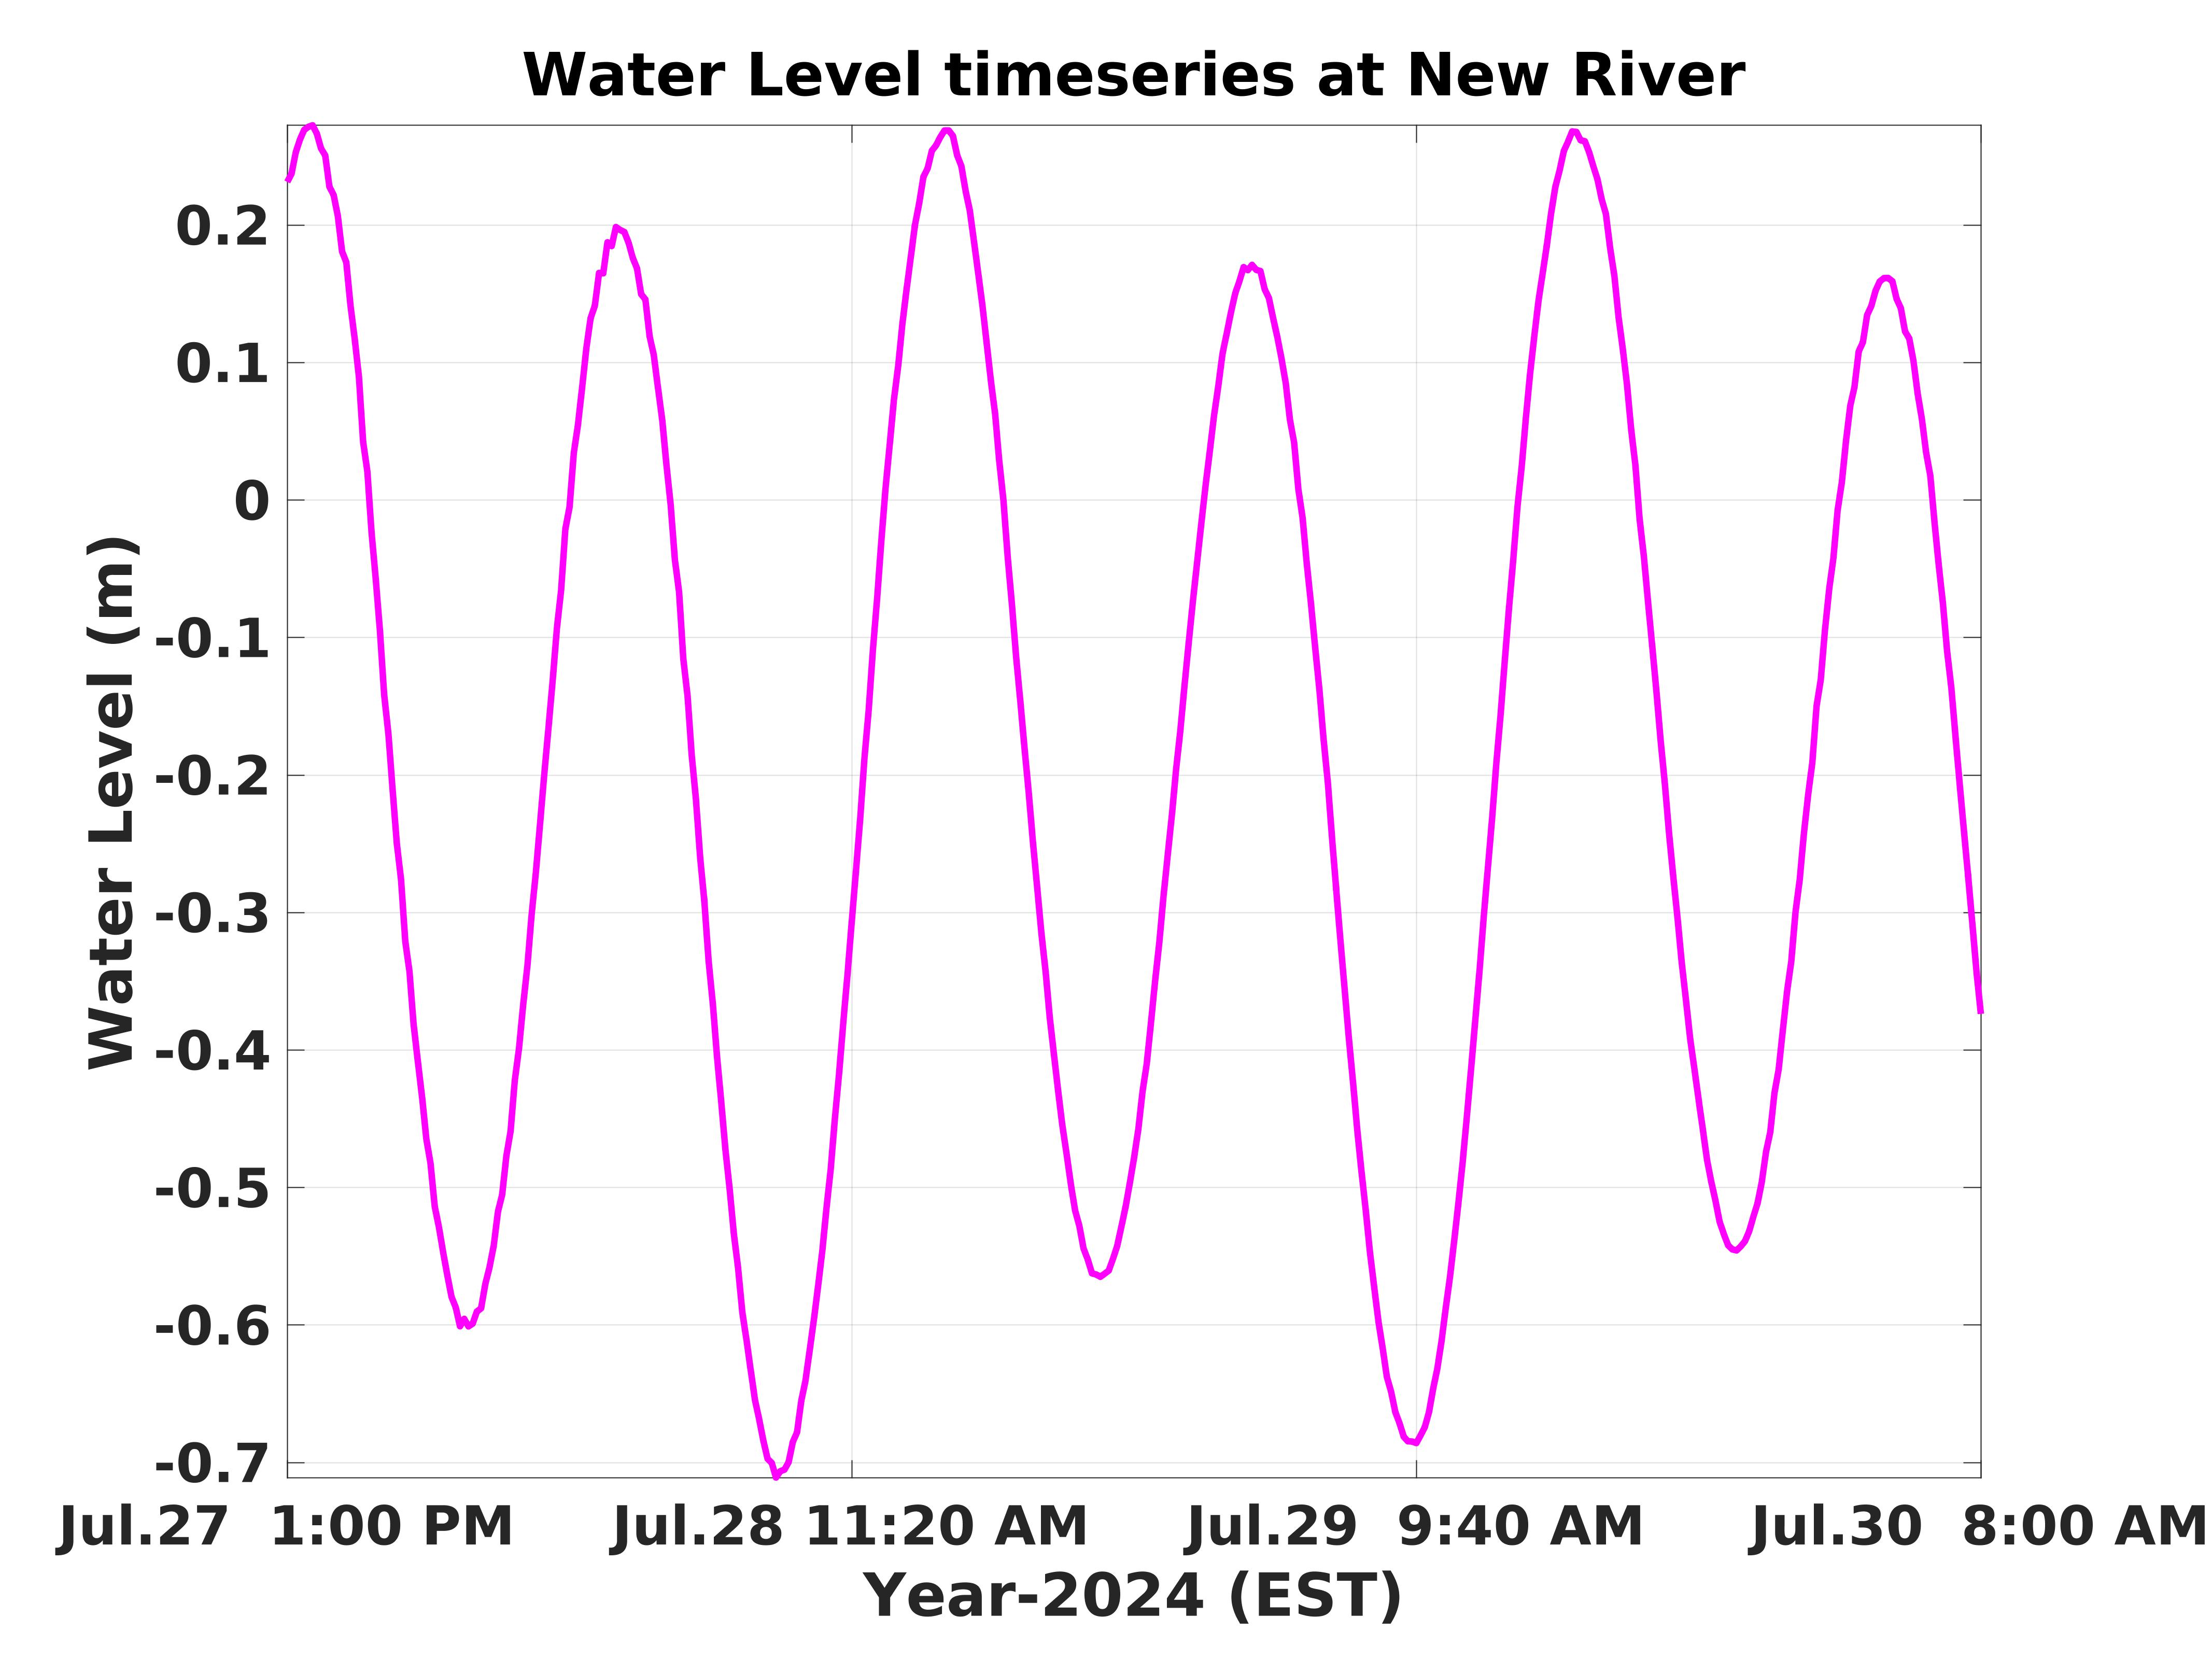 Water Level timeseries at New River
Water Level (m)
0.2
0.1
0
-0.1
-0.2
-0.3
-0.4
-0.5
-0.6
-0.7
Jul.27 1:00 PM Jul.28 11:20 AM Jul.29 9:40 AM Jul.30 8:00 AM
Year-2024 (EST)